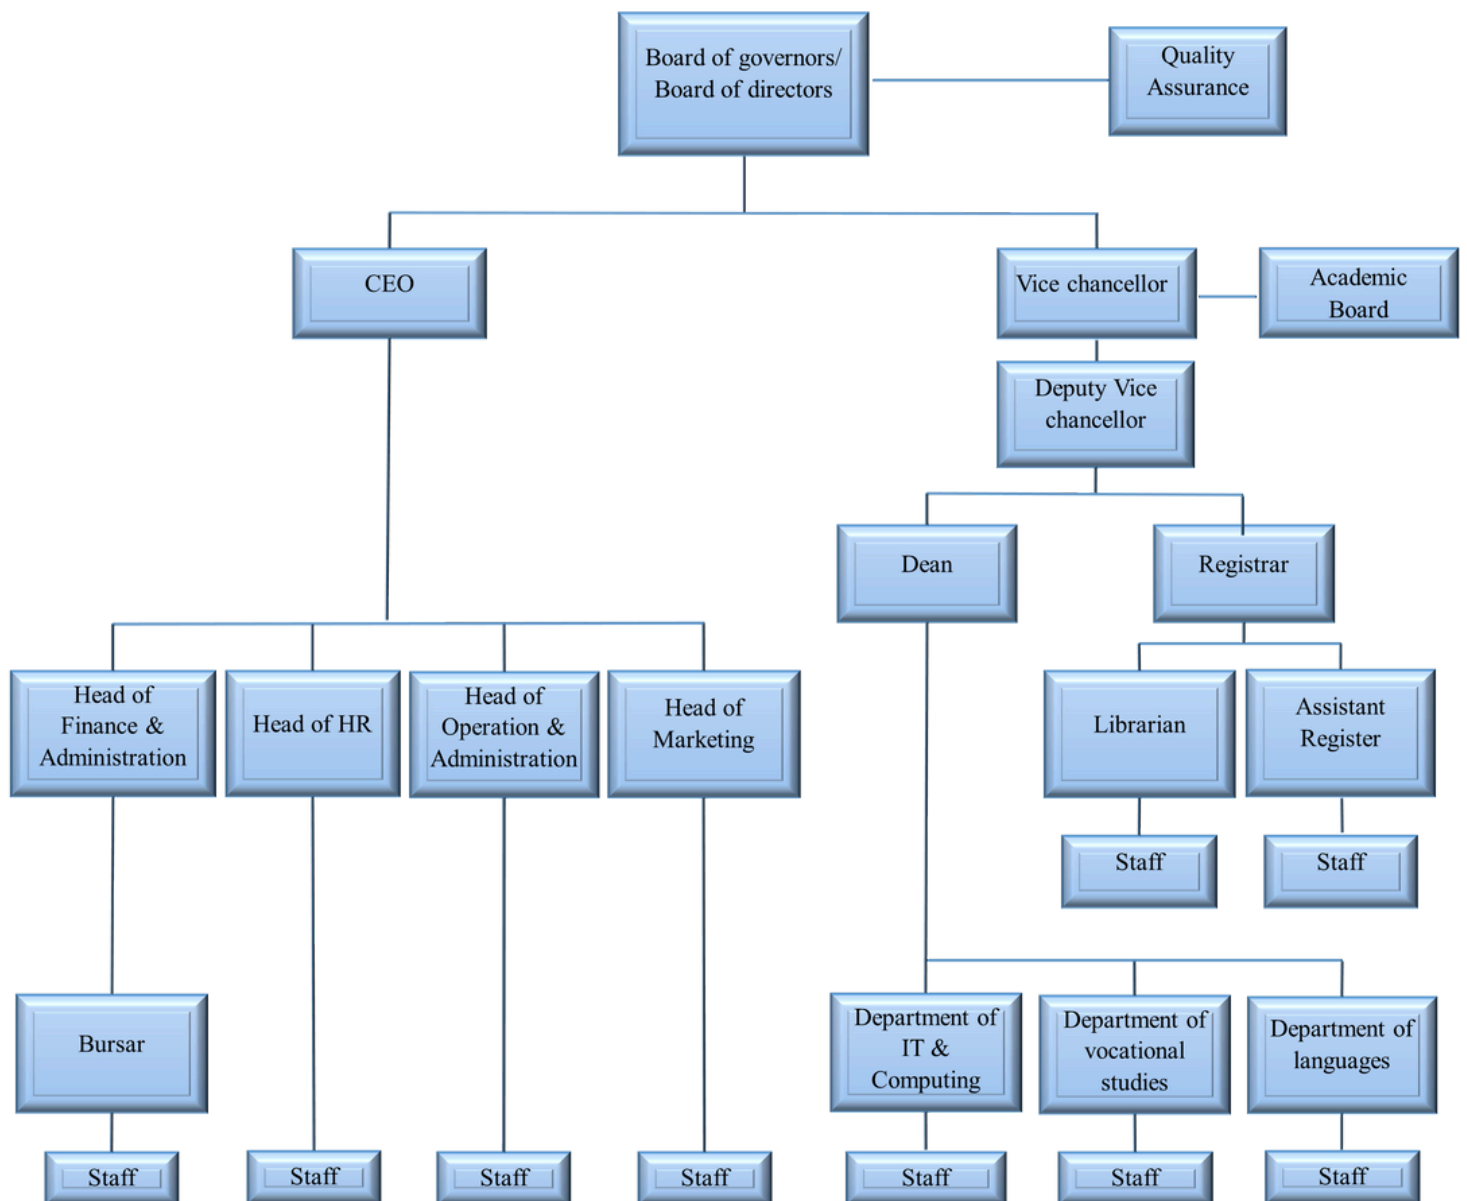 Board of governors/
Board of directors
Quality
Assurance
CEO
Vice chancellor
Academic
Board
Deputy Vice
chancellor
Dean
Registrar
Head of
Finance &
Administration
Head of HR
Head of
Operation &
Administration
Head of
Marketing
Librarian
Assistant
Register
Staff
Staff
Bursar
Department of
IT &
Computing
Department of
vocational
studies
Department of
languages
Staff
Staff
Staff
Staff
Staff
Staff
Staff